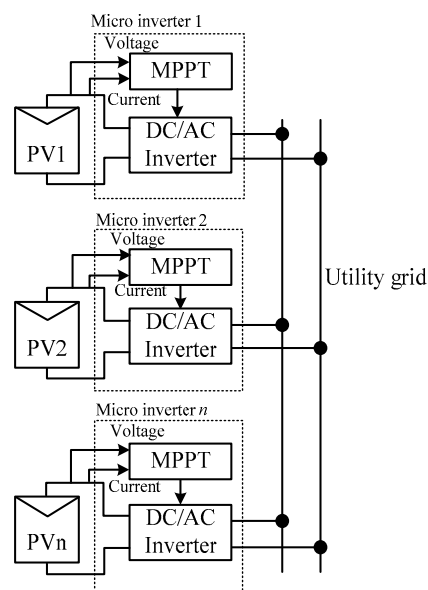 Micro inverter 1
Voltage
MPPT
Current
PV1
DC/AC
Inverter
Micro inverter 2
Voltage
MPPT
Current
PV2
DC/AC
Inverter
Utility grid
Micro inverter n
Voltage
MPPT
Current
PVn
DC/AC
Inverter